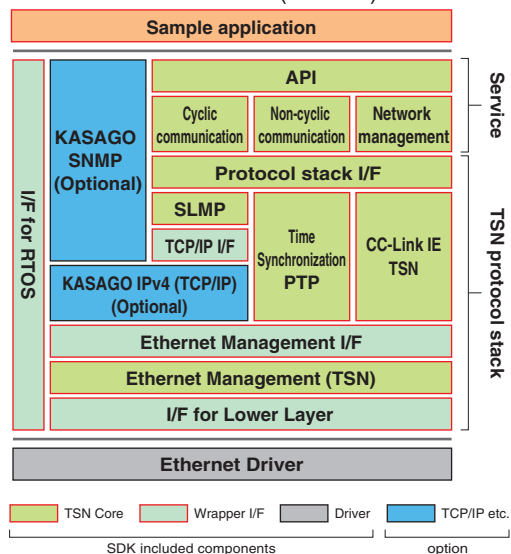 Sample application
I/F for RTOS
KASAGO
SNMP
(Optional)
API
Cyclic
communication
Non-cyclic
communication
Network
management
Service
Protocol stack I/F
SLMP
TCP/IP I/F
Time
Synchronization
PTP
CC-Link IE
TSN
TSN protocol stack
KASAGO IPv4 (TCP/IP)
(Optional)
Ethernet Management I/F
Ethernet Management (TSN)
I/F for Lower Layer
Ethernet Driver
TSN Core
Wrapper I/F
Driver
TCP/IP etc.
SDK included components
option